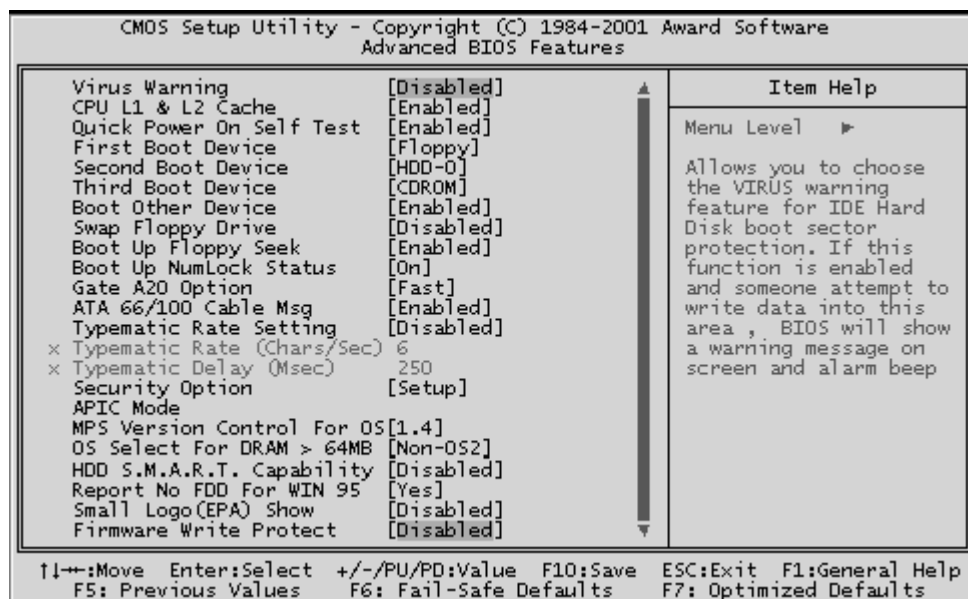 CMOS Setup Utility - Copyright (C) 1984-2001 Award Software
Advanced BIOS Features
Virus Warning [Disabled]
CPU L1 & L2 Cache [Enabled]
Quick Power On Self Test [Enabled]
First Boot Device [Floppy]
Second Boot Device [HDD-0]
Third Boot Device [CDROM]
Boot Other Device [Enabled]
Swap Floppy Drive [Disabled]
Boot Up Floppy Seek [Enabled]
Boot Up NumLock Status [On]
Gate A20 Option [Fast]
ATA 66/100 Cable Msg [Enabled]
Typematic Rate Setting [Disabled]
x Typematic Rate (Chars/Sec) 6
x Typematic Delay (Msec) 250
Security Option [Setup]
APIC Mode
MPS Version Control For OS[1.4]
OS Select For DRAM > 64MB [Non-OS2]
HDD S.M.A.R.T. Capability [Disabled]
Report No FDD For WIN 95 [Yes]
Small Logo(EPA) Show [Disabled]
Firmware Write Protect [Disabled]
Item Help
Menu Level ►
Allows you to choose
the VIRUS warning
feature for IDE Hard
Disk boot sector
protection. If this
function is enabled
and someone attempt to
write data into this
area , BIOS will show
a warning message on
screen and alarm beep
↑↓→←:Move Enter:Select +/-/PU/PD:Value F10:Save ESC:Exit F1:General Help
F5: Previous Values F6: Fail-Safe Defaults F7: Optimized Defaults